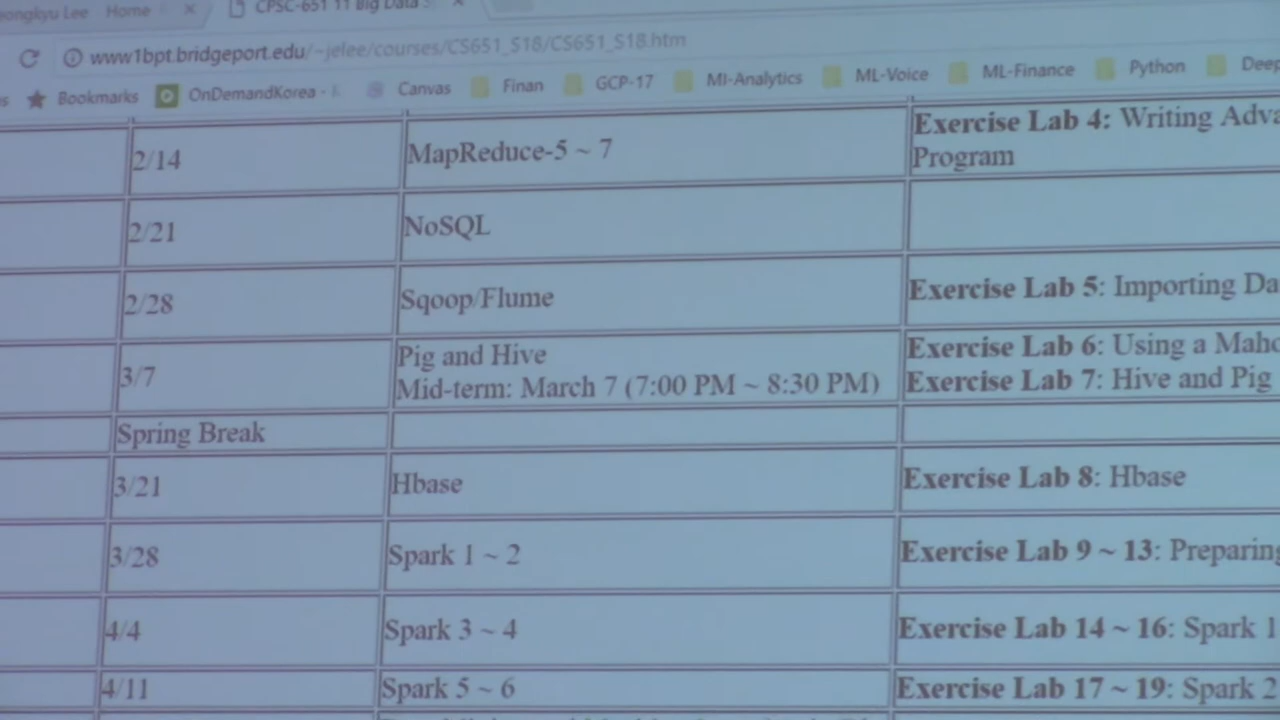 eongkyu Lee Home
CPSC-651 11 Big Data
www1bpt.bridgeport.edu/~jelee/courses/CS651_S18/CS651_S18.htm
Bookmarks OnDemandKorea - Canvas Finan GCP-17 MI-Analytics ML-Voice ML-Finance Python Deep
2/14 MapReduce-5 ~ 7 Exercise Lab 4: Writing Adva
Program
2/21 NoSQL
2/28 Sqoop/Flume Exercise Lab 5: Importing Da
3/7 Pig and Hive Exercise Lab 6: Using a Maho
Mid-term: March 7 (7:00 PM ~ 8:30 PM) Exercise Lab 7: Hive and Pig
Spring Break
3/21 Hbase Exercise Lab 8: Hbase
3/28 Spark 1 ~ 2 Exercise Lab 9 ~ 13: Preparing
4/4 Spark 3 ~ 4 Exercise Lab 14 ~ 16: Spark 1
4/11 Spark 5 ~ 6 Exercise Lab 17 ~ 19: Spark 2